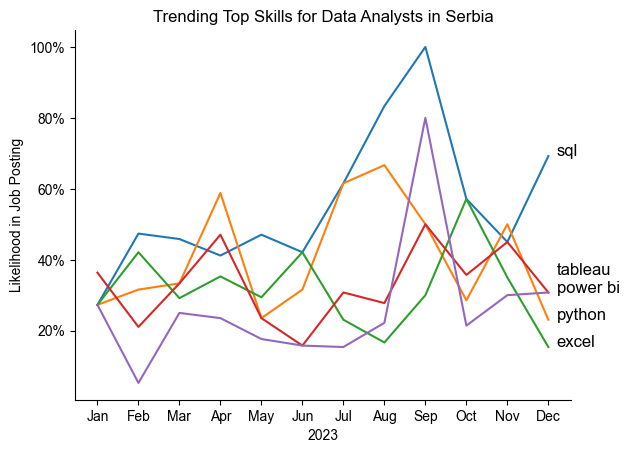 Trending Top Skills for Data Analysts in Serbia
Likelihood in Job Posting
100%
80%
60%
40%
20%
sql
tableau
power bi
python
excel
Jan Feb Mar Apr May Jun Jul Aug Sep Oct Nov Dec
2023